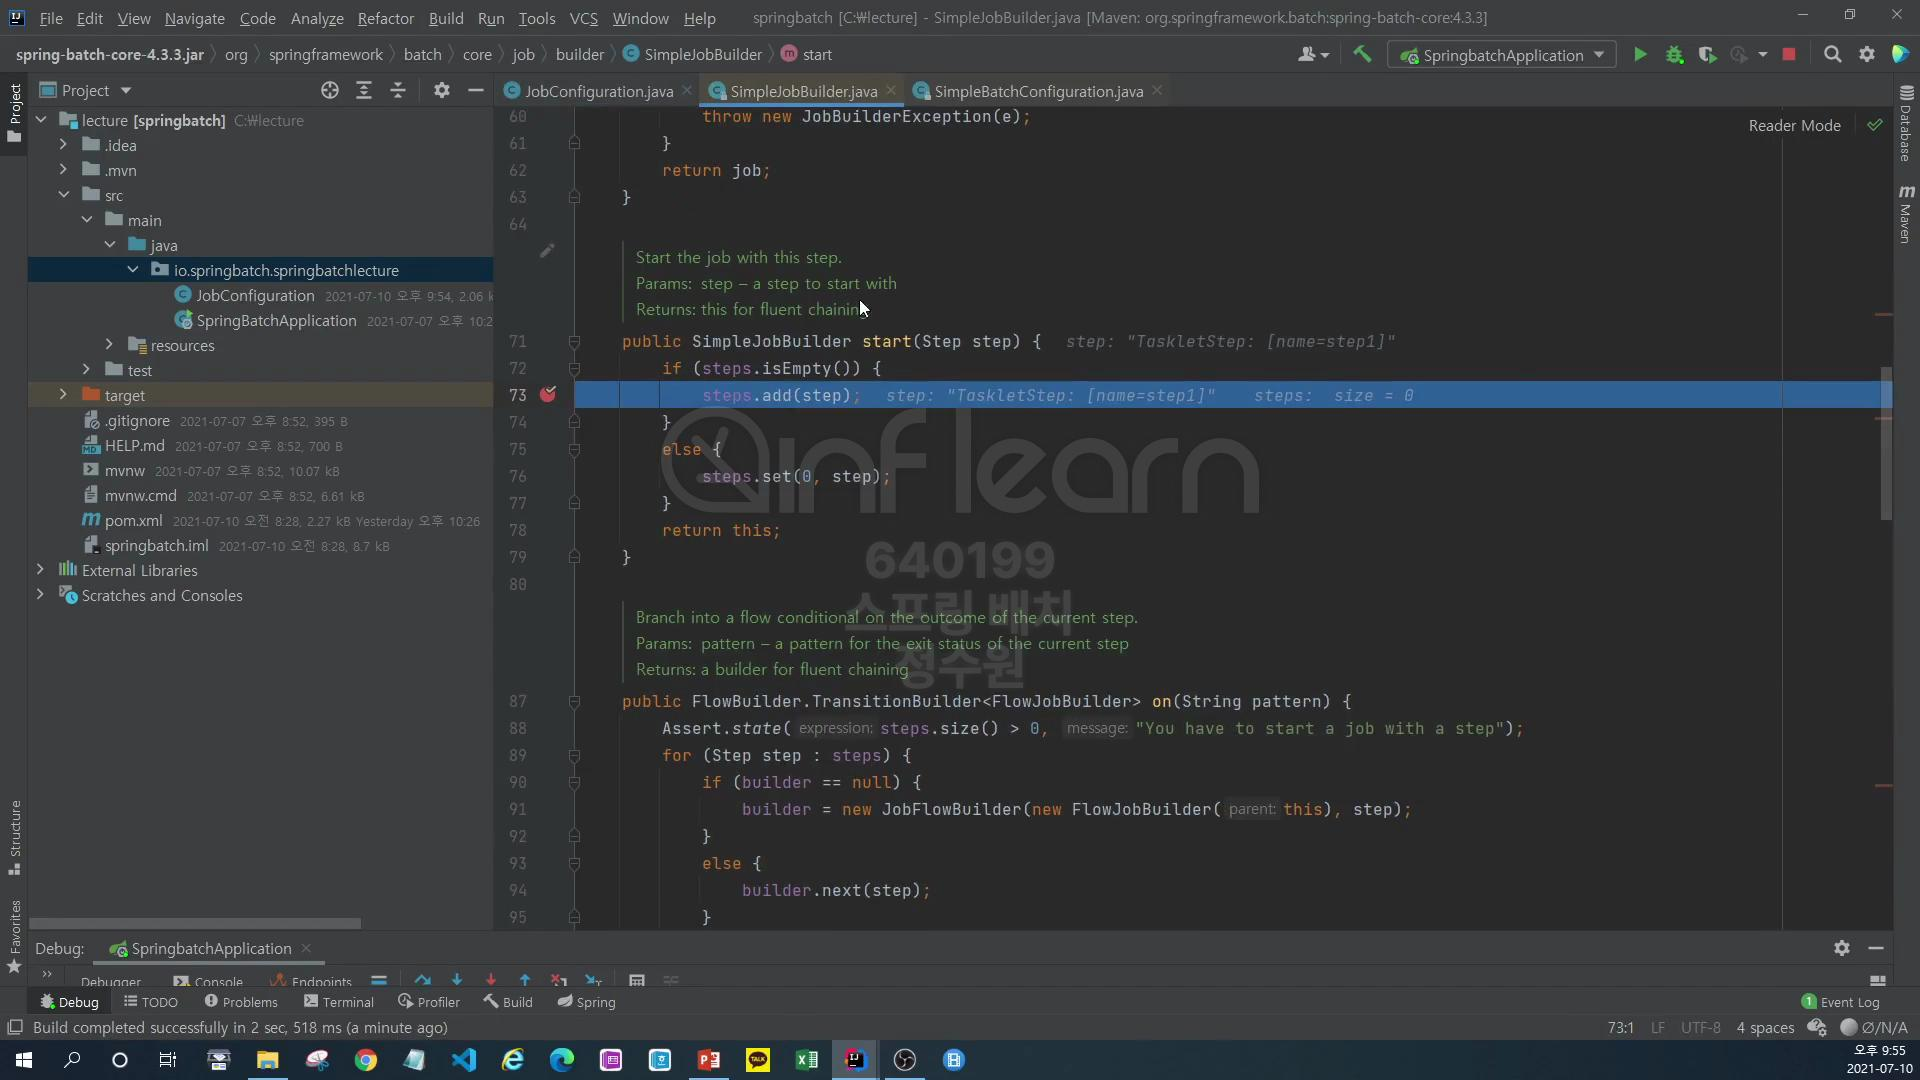 File Edit View Navigate Code Analyze Refactor Build Run Tools VCS Window Help springbatch [C:₩lecture] - SimpleJobBuilder.java [Maven: org.springframework.batch:spring-batch-core:4.3.3]
spring-batch-core-4.3.3.jar org springframework batch core job builder SimpleJobBuilder start SpringbatchApplication
Project
JobConfiguration.java SimpleJobBuilder.java SimpleBatchConfiguration.java
Project
lecture [springbatch] C:₩lecture
.idea
.mvn
src
main
java
io.springbatch.springbatchlecture
JobConfiguration 2021-07-10 오후 9:54, 2.06 k
SpringBatchApplication 2021-07-07 오후 10:2
resources
test
target
.gitignore 2021-07-07 오후 8:52, 395 B
HELP.md 2021-07-07 오후 8:52, 700 B
mvnw 2021-07-07 오후 8:52, 10.07 kB
mvnw.cmd 2021-07-07 오후 8:52, 6.61 kB
pom.xml 2021-07-10 오전 8:28, 2.27 kB Yesterday 오후 10:26
springbatch.iml 2021-07-10 오전 8:28, 8.7 kB
External Libraries
Scratches and Consoles
Structure
Favorites
Reader Mode
60 throw new JobBuilderException(e);
61 }
62 return job;
63 }
64
Start the job with this step.
Params: step – a step to start with
Returns: this for fluent chaining
71 public SimpleJobBuilder start(Step step) { step: "TaskletStep: [name=step1]"
72 if (steps.isEmpty()) {
73 steps.add(step); step: "TaskletStep: [name=step1]" steps: size = 0
74 }
75 else {
76 steps.set(0, step);
77 }
78 return this;
79 }
80
Branch into a flow conditional on the outcome of the current step.
Params: pattern – a pattern for the exit status of the current step
Returns: a builder for fluent chaining
87 public FlowBuilder.TransitionBuilder<FlowJobBuilder> on(String pattern) {
88 Assert.state( expression: steps.size() > 0, message: "You have to start a job with a step");
89 for (Step step : steps) {
90 if (builder == null) {
91 builder = new JobFlowBuilder(new FlowJobBuilder( parent: this), step);
92 }
93 else {
94 builder.next(step);
95 }
inflearn
640199
스프링 배치
정수원
Database
Maven
Debug: SpringbatchApplication
Debugger Console Endpoints
Debug TODO Problems Terminal Profiler Build Spring 1 Event Log
Build completed successfully in 2 sec, 518 ms (a minute ago) 73:1 LF UTF-8 4 spaces Ø/N/A
TALK
오후 9:55
2021-07-10